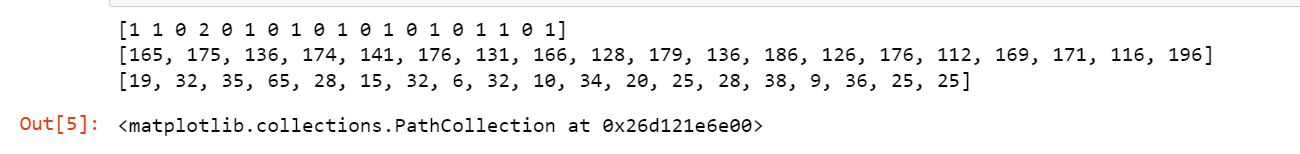 [1 1 0 2 0 1 0 1 0 1 0 1 0 1 0 1 1 0 1]
[165, 175, 136, 174, 141, 176, 131, 166, 128, 179, 136, 186, 126, 176, 112, 169, 171, 116, 196]
[19, 32, 35, 65, 28, 15, 32, 6, 32, 10, 34, 20, 25, 28, 38, 9, 36, 25, 25]
Out[5]: <matplotlib.collections.PathCollection at 0x26d121e6e00>